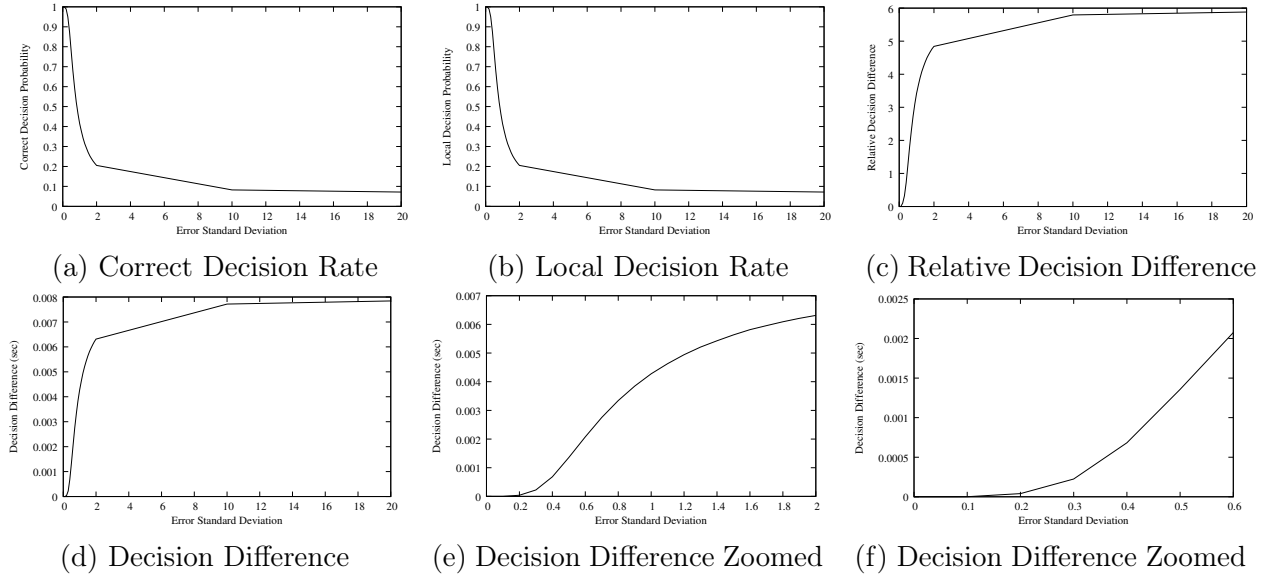 1
0.9
0.8
0.7
0.6
0.5
0.4
0.3
0.2
0.1
0
Correct Decision Probability
0 2 4 6 8 10 12 14 16 18 20
Error Standard Deviation
(a) Correct Decision Rate
1
0.9
0.8
0.7
0.6
0.5
0.4
0.3
0.2
0.1
0
Local Decision Probability
0 2 4 6 8 10 12 14 16 18 20
Error Standard Deviation
(b) Local Decision Rate
6
5
4
3
2
1
0
Relative Decision Difference
0 2 4 6 8 10 12 14 16 18 20
Error Standard Deviation
(c) Relative Decision Difference
0.008
0.007
0.006
0.005
0.004
0.003
0.002
0.001
0
Decision Difference (sec)
0 2 4 6 8 10 12 14 16 18 20
Error Standard Deviation
(d) Decision Difference
0.007
0.006
0.005
0.004
0.003
0.002
0.001
0
Decision Difference (sec)
0 0.2 0.4 0.6 0.8 1 1.2 1.4 1.6 1.8 2
Error Standard Deviation
(e) Decision Difference Zoomed
0.0025
0.002
0.0015
0.001
0.0005
0
Decision Difference (sec)
0 0.1 0.2 0.3 0.4 0.5 0.6
Error Standard Deviation
(f) Decision Difference Zoomed